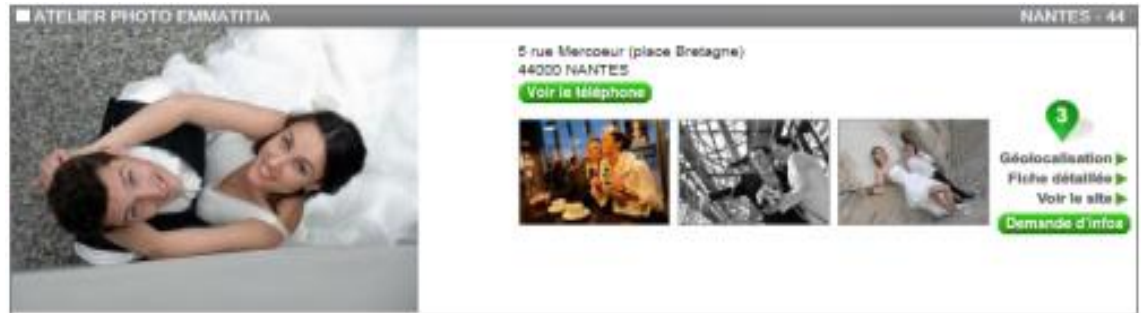 ATELIER PHOTO EMMATITIA
NANTES - 44
5 rue Mercoeur (place Bretagne)
44000 NANTES
Voir le téléphone
3
Géolocalisation
Fiche détaillée
Voir le site
Demande d'infos